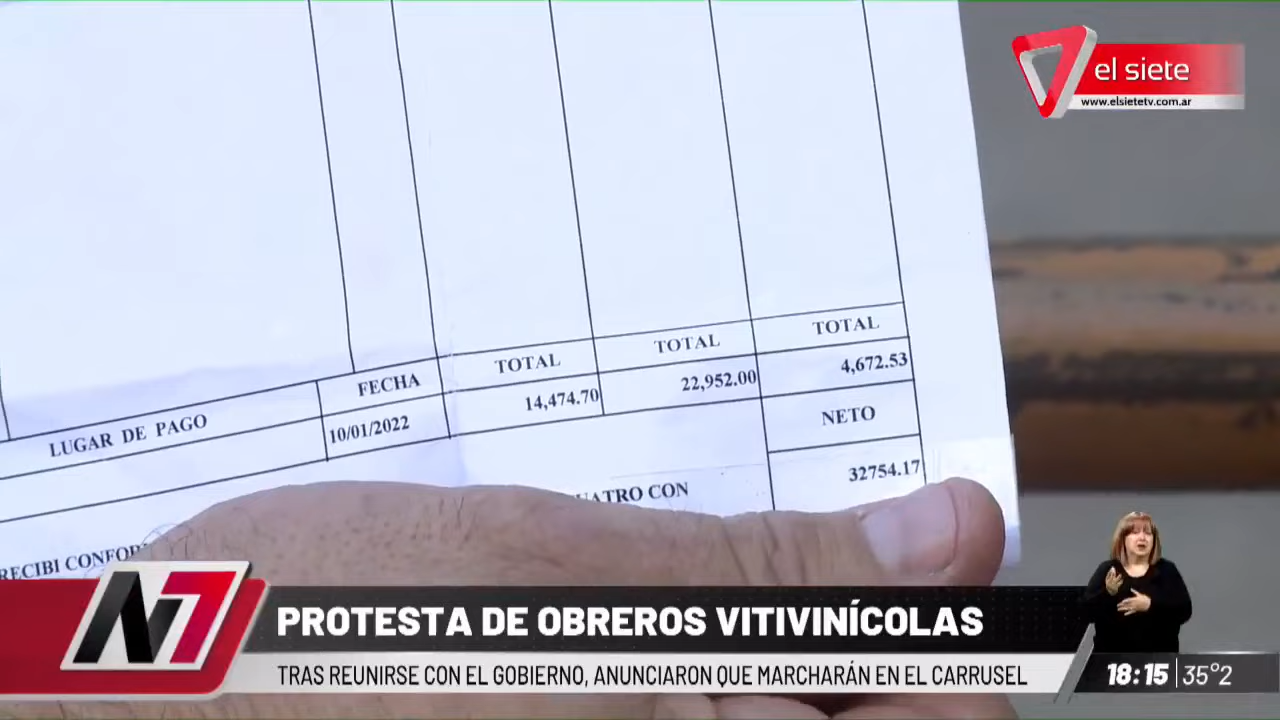 el siete
www.elsietetv.com.ar
LUGAR DE PAGO
FECHA
TOTAL
TOTAL
TOTAL
10/01/2022
14,474.70
22,952.00
4,672.53
NETO
32754.17
CON
RECIBI
N7
PROTESTA DE OBREROS VITIVINÍCOLAS
TRAS REUNIRSE CON EL GOBIERNO, ANUNCIARON QUE MARCHARÁN EN EL CARRUSEL
18:15 35°2